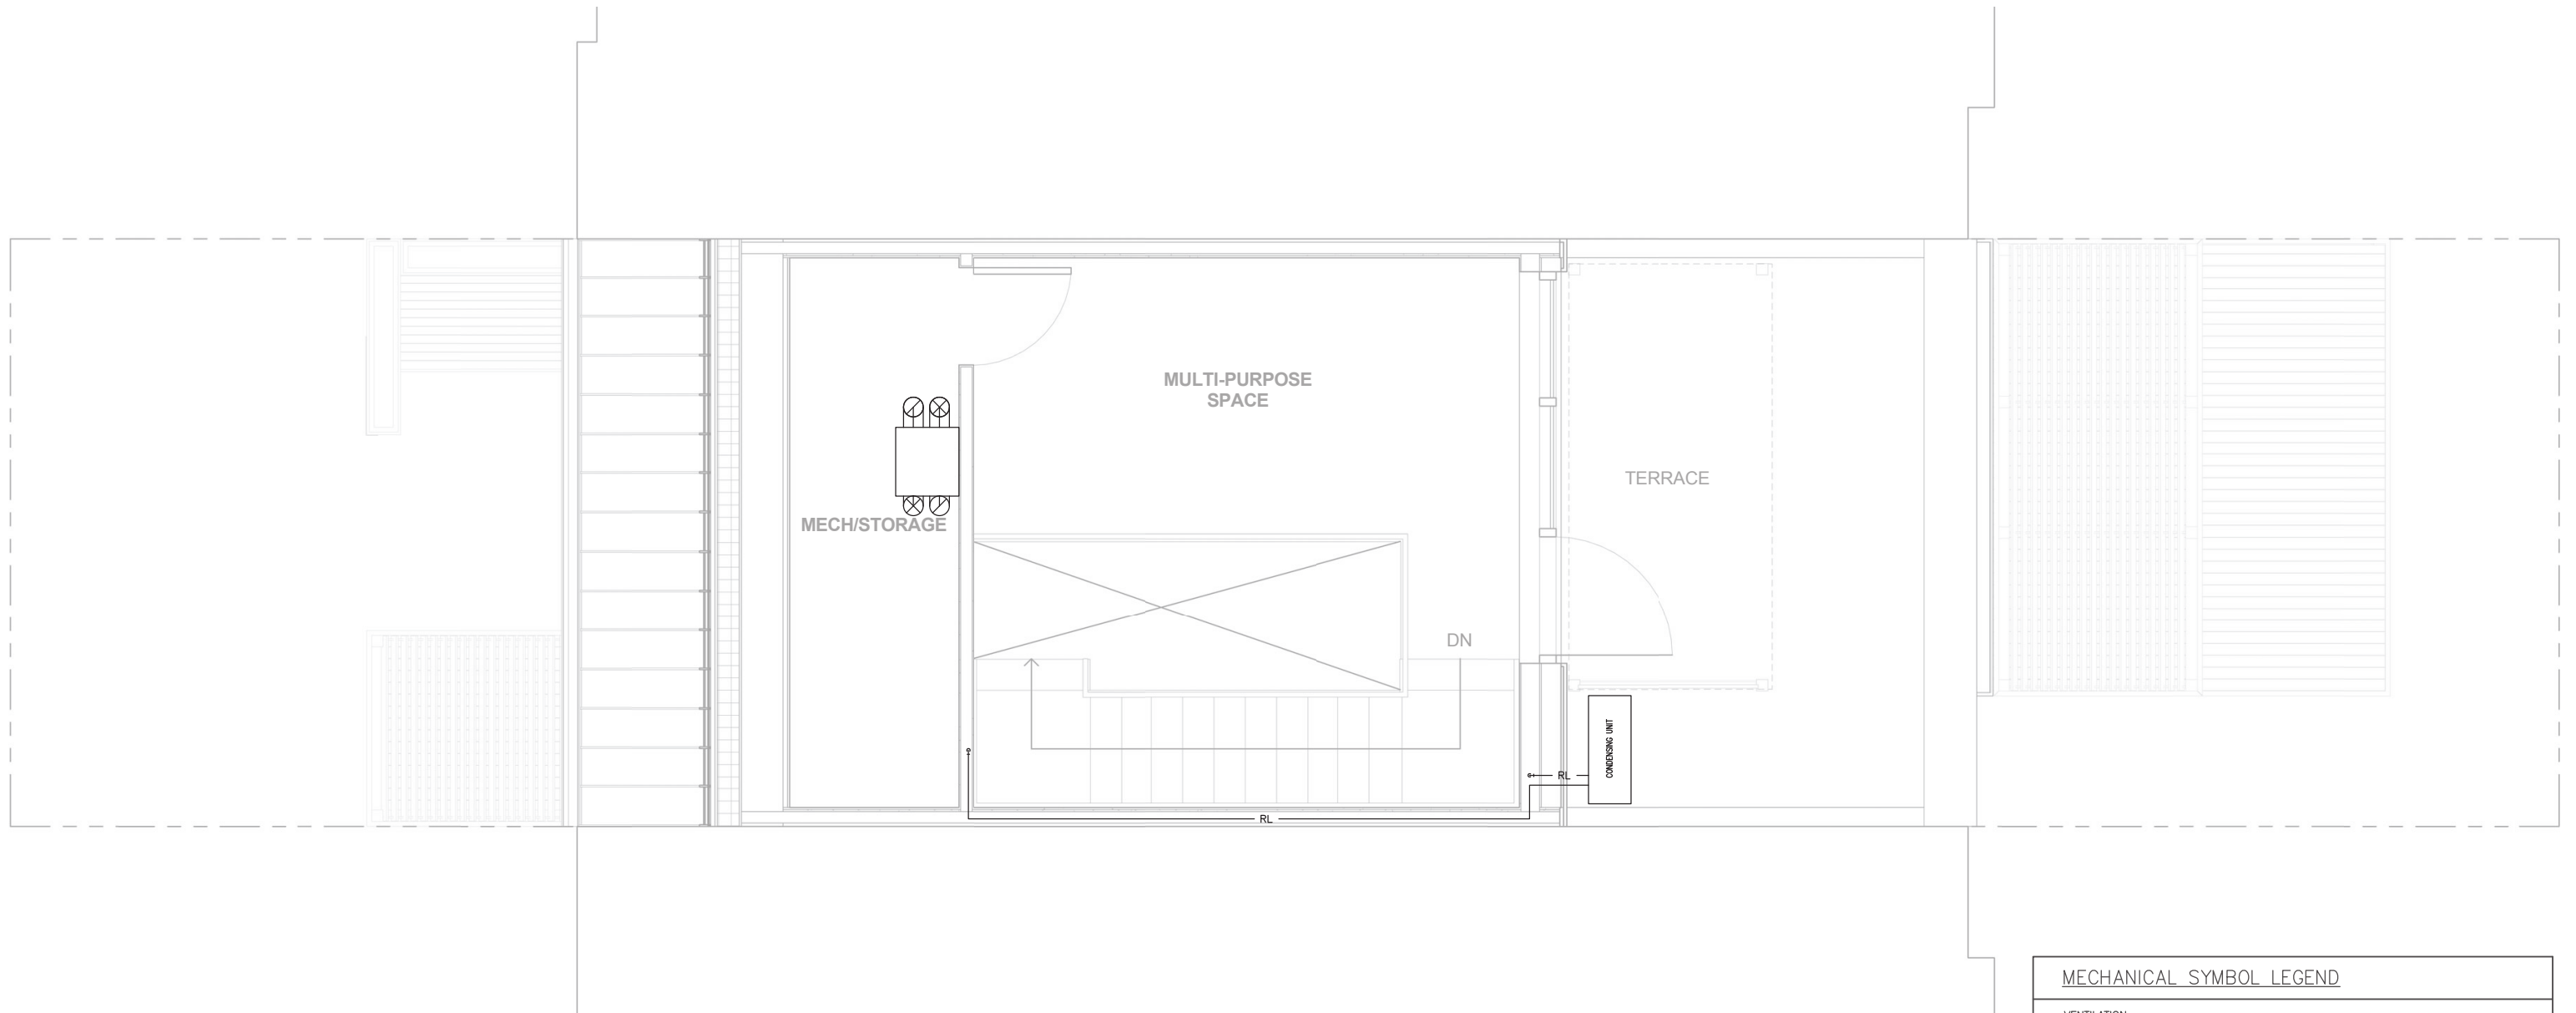 MULTI-PURPOSE
SPACE
TERRACE
MECH/STORAGE
DN
CONDENSING UNIT
RL
RL
MECHANICAL SYMBOL LEGEND